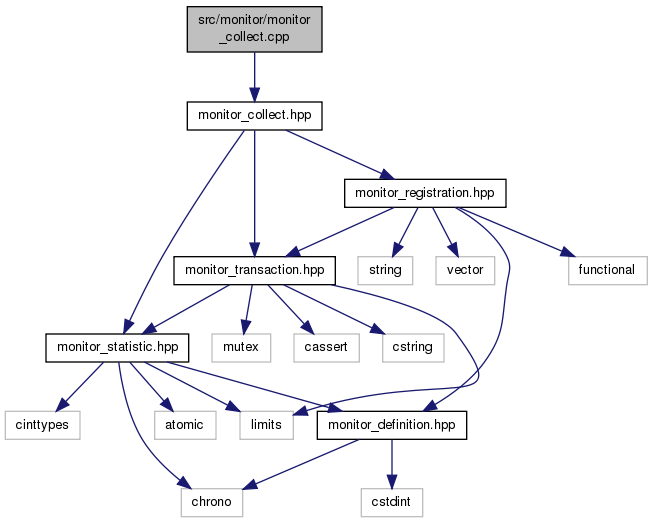 src/monitor/monitor
_collect.cpp
monitor_collect.hpp
monitor_registration.hpp
monitor_transaction.hpp
string
vector
functional
monitor_statistic.hpp
mutex
cassert
cstring
cinttypes
atomic
limits
monitor_definition.hpp
chrono
cstdint